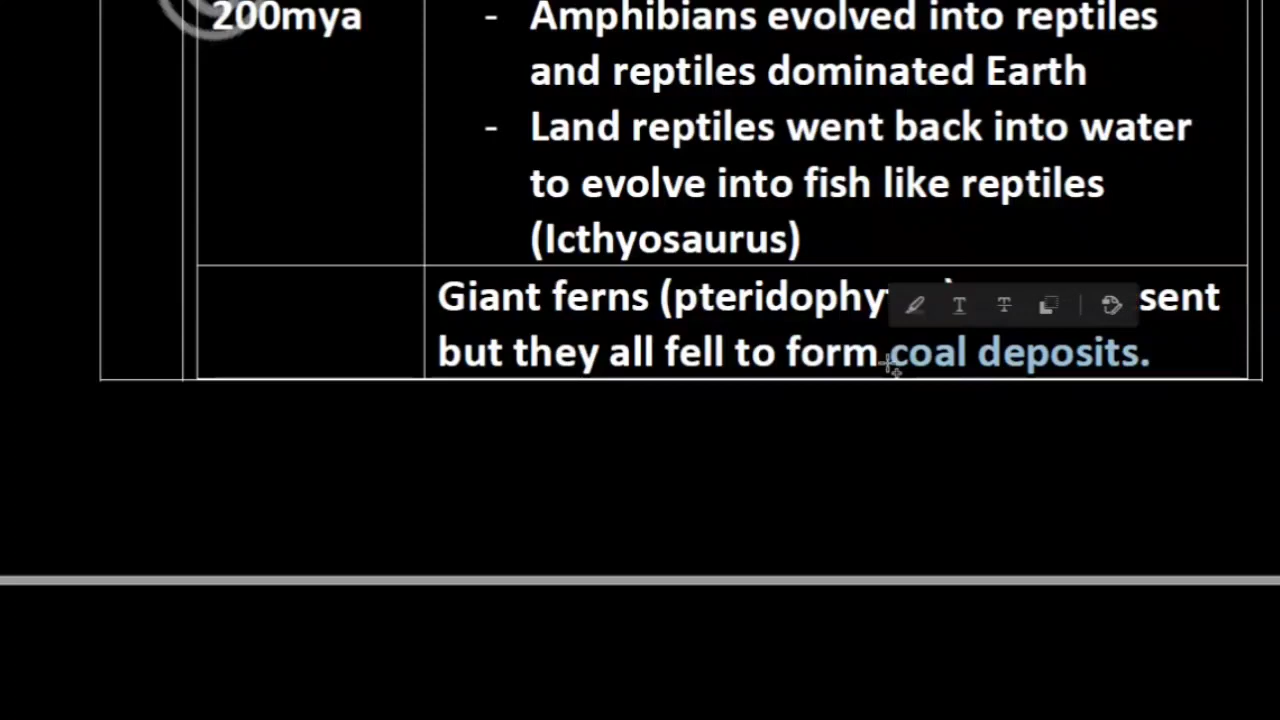 200mya
- Amphibians evolved into reptiles
and reptiles dominated Earth
- Land reptiles went back into water
to evolve into fish like reptiles
(Icthyosaurus)
Giant ferns (pteridophy
but they all fell to form coal deposits.